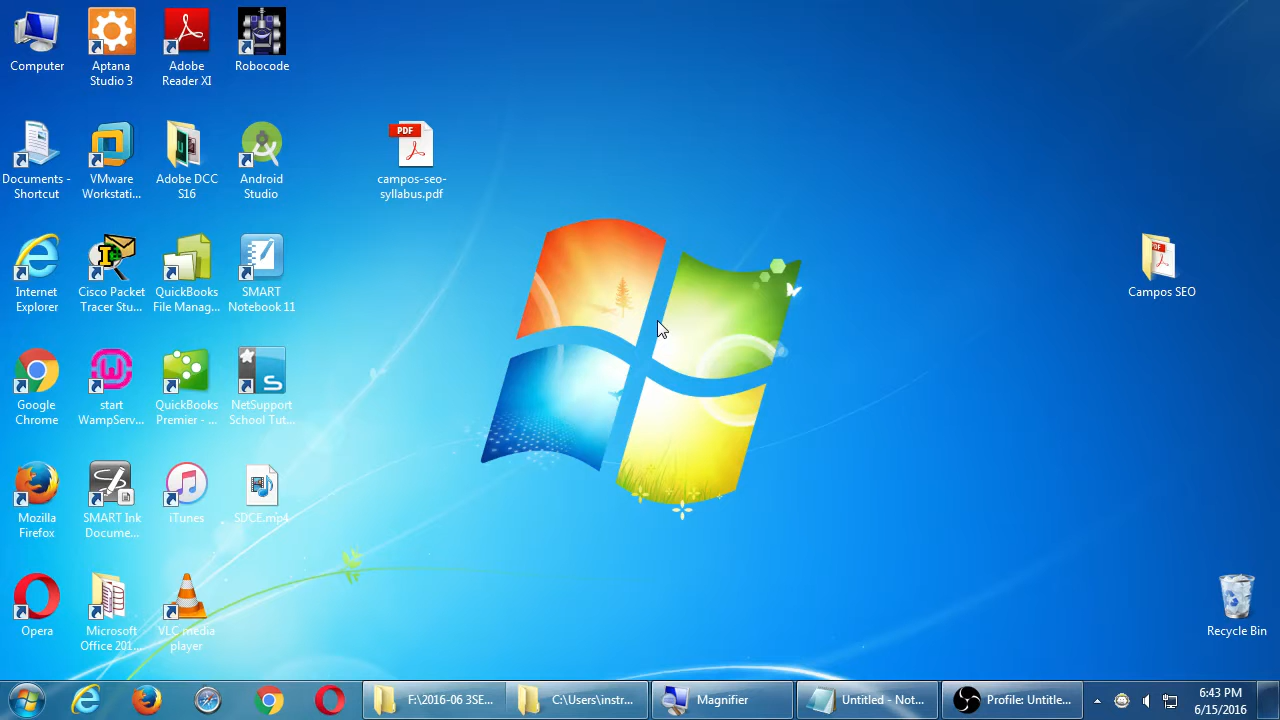 Computer
Aptana
Studio 3
Adobe
Reader XI
Robocode
Documents -
Shortcut
VMware
Workstati...
Adobe DCC
S16
Android
Studio
PDF
campos-seo-
syllabus.pdf
Internet
Explorer
Cisco Packet
Tracer Stu...
QuickBooks
File Manag...
SMART
Notebook 11
PDF
Campos SEO
Google
Chrome
start
WampServ...
QuickBooks
Premier - ...
NetSupport
School Tut...
Mozilla
Firefox
SMART Ink
Docume...
iTunes
SDCE.mp4
Opera
Microsoft
Office 201...
VLC media
player
Recycle Bin
F:\2016-06 3SE...
C:\Users\instr...
Magnifier
Untitled - Not...
Profile: Untitle...
6:43 PM
6/15/2016